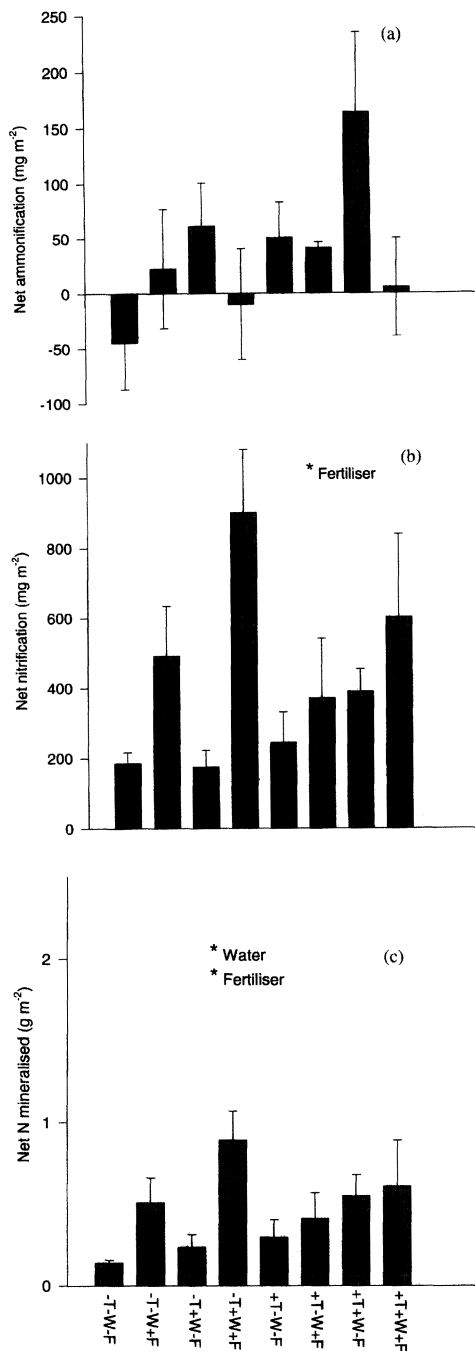 (a)
Net ammonification (mg m-2)
250
200
150
100
50
0
-50
-100
(b)
* Fertiliser
Net nitrification (mg m-2)
1000
800
600
400
200
0
(c)
* Water
* Fertiliser
Net N mineralised (g m-2)
2
1
0
-T-W-F
-T-W+F
-T+W-F
-T+W+F
+T-W-F
+T-W+F
+T+W-F
+T+W+F